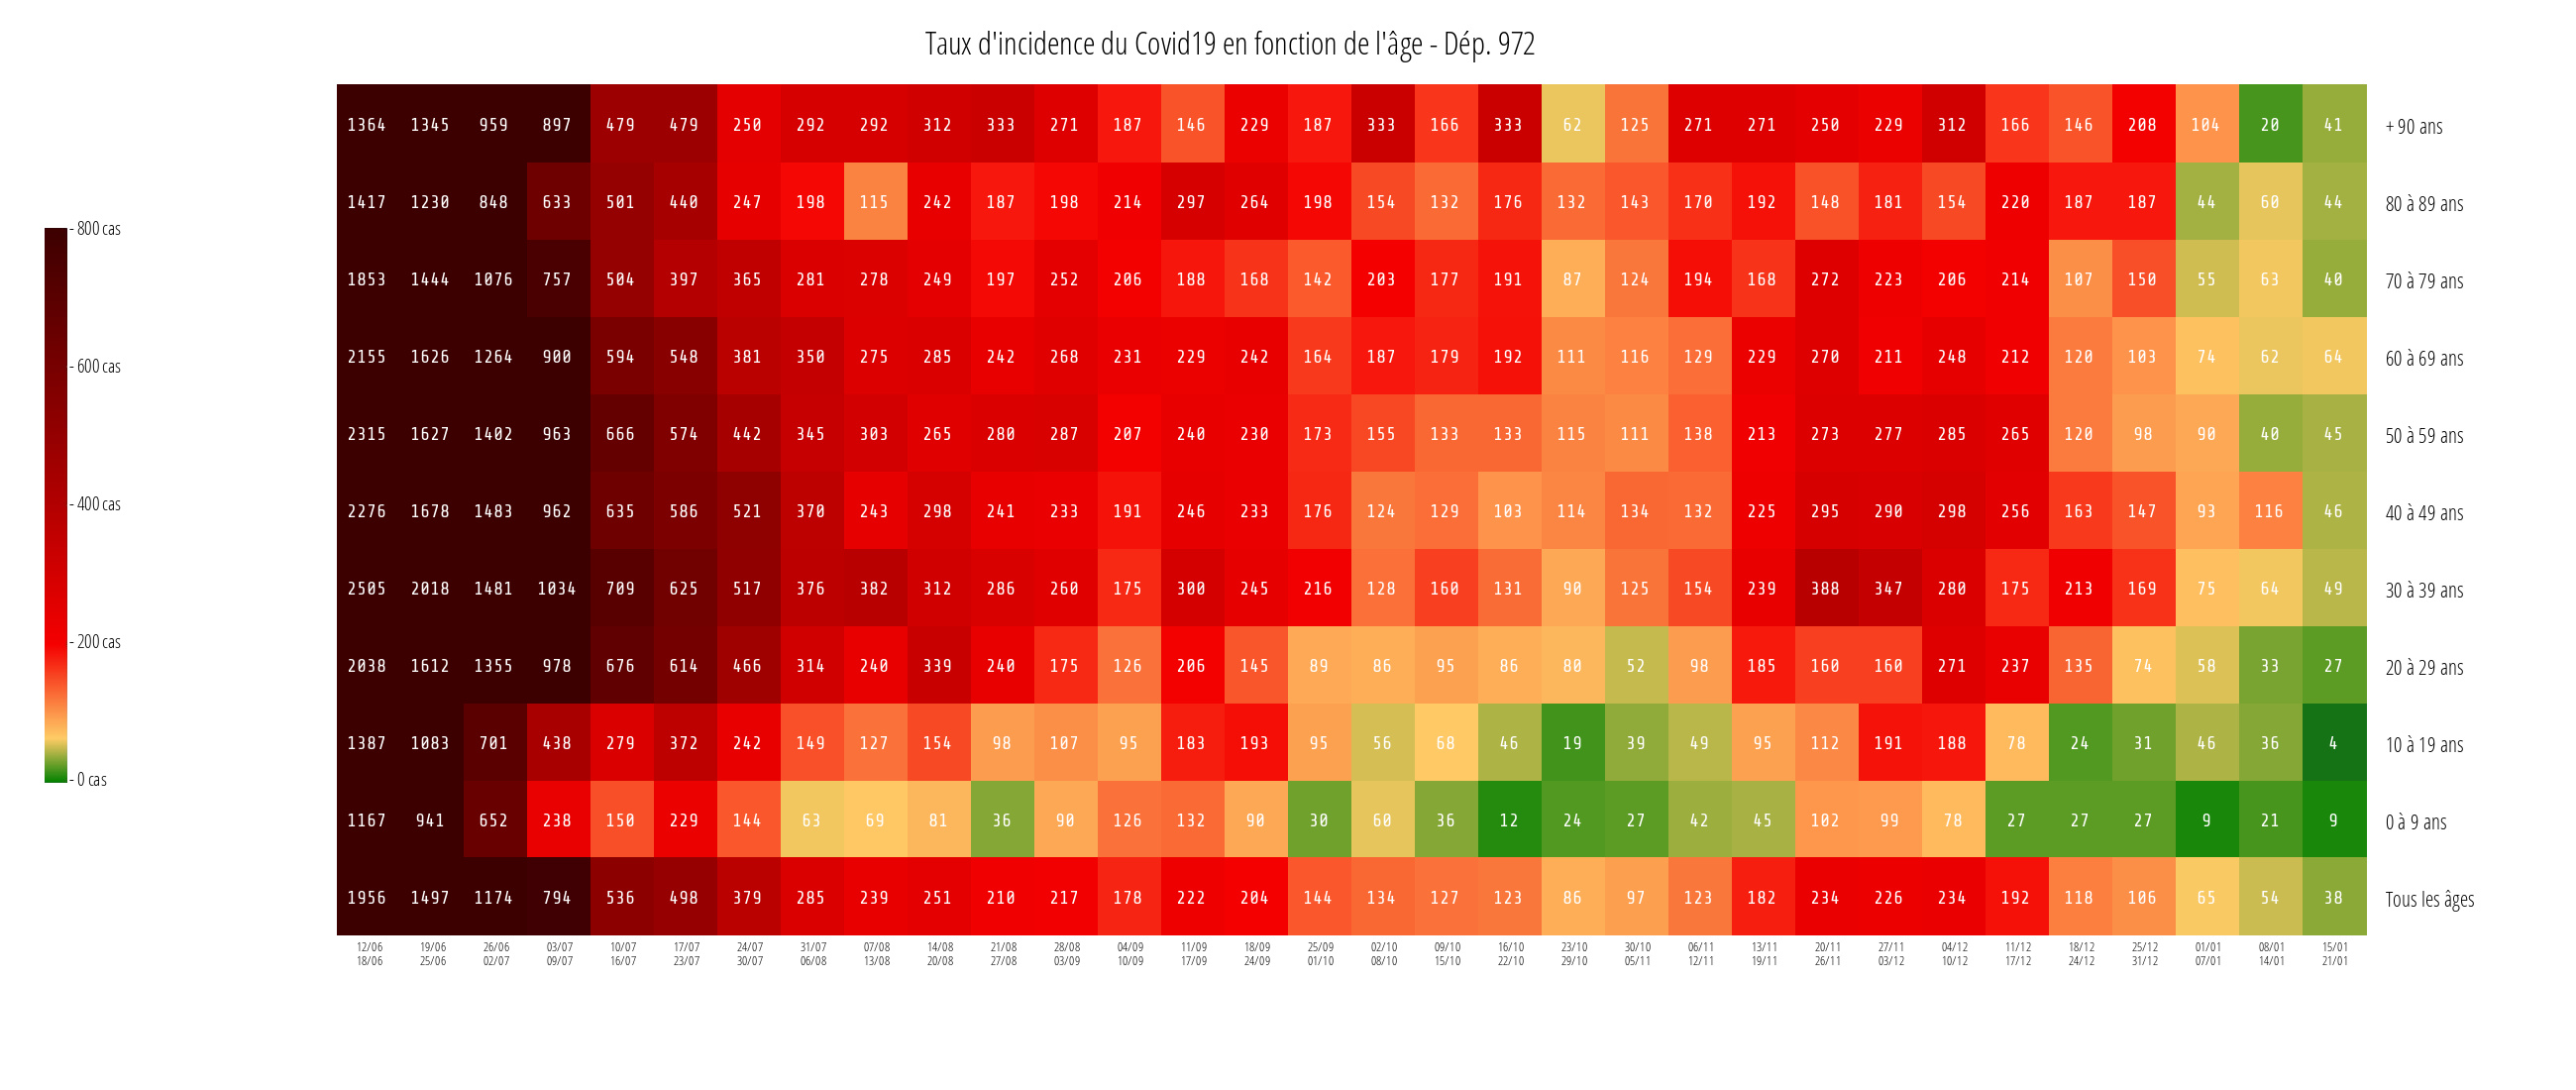 Taux d'incidence du Covid19 en fonction de l'âge - Dép. 972
- 800 cas
- 600 cas
- 400 cas
- 200 cas
- 0 cas
1364 1345 959 897 479 479 250 292 292 312 333 271 187 146 229 187 333 166 333 62 125 271 271 250 229 312 166 146 208 104 20 41 + 90 ans
1417 1230 848 633 501 440 247 198 115 242 187 198 214 297 264 198 154 132 176 132 143 170 192 148 181 154 220 187 187 44 60 44 80 à 89 ans
1853 1444 1076 757 504 397 365 281 278 249 197 252 206 188 168 142 203 177 191 87 124 194 168 272 223 206 214 107 150 55 63 40 70 à 79 ans
2155 1626 1264 900 594 548 381 350 275 285 242 268 231 229 242 164 187 179 192 111 116 129 229 270 211 248 212 120 103 74 62 64 60 à 69 ans
2315 1627 1402 963 666 574 442 345 303 265 280 287 207 240 230 173 155 133 133 115 111 138 213 273 277 285 265 120 98 90 40 45 50 à 59 ans
2276 1678 1483 962 635 586 521 370 243 298 241 233 191 246 233 176 124 129 103 114 134 132 225 295 290 298 256 163 147 93 116 46 40 à 49 ans
2505 2018 1481 1034 709 625 517 376 382 312 286 260 175 300 245 216 128 160 131 90 125 154 239 388 347 280 175 213 169 75 64 49 30 à 39 ans
2038 1612 1355 978 676 614 466 314 240 339 240 175 126 206 145 89 86 95 86 80 52 98 185 160 160 271 237 135 74 58 33 27 20 à 29 ans
1387 1083 701 438 279 372 242 149 127 154 98 107 95 183 193 95 56 68 46 19 39 49 95 112 191 188 78 24 31 46 36 4 10 à 19 ans
1167 941 652 238 150 229 144 63 69 81 36 90 126 132 90 30 60 36 12 24 27 42 45 102 99 78 27 27 27 9 21 9 0 à 9 ans
1956 1497 1174 794 536 498 379 285 239 251 210 217 178 222 204 144 134 127 123 86 97 123 182 234 226 234 192 118 106 65 54 38 Tous les âges
12/06 19/06 26/06 03/07 10/07 17/07 24/07 31/07 07/08 14/08 21/08 28/08 04/09 11/09 18/09 25/09 02/10 09/10 16/10 23/10 30/10 06/11 13/11 20/11 27/11 04/12 11/12 18/12 25/12 01/01 08/01 15/01
18/06 25/06 02/07 09/07 16/07 23/07 30/07 06/08 13/08 20/08 27/08 03/09 10/09 17/09 24/09 01/10 08/10 15/10 22/10 29/10 05/11 12/11 19/11 26/11 03/12 10/12 17/12 24/12 31/12 07/01 14/01 21/01